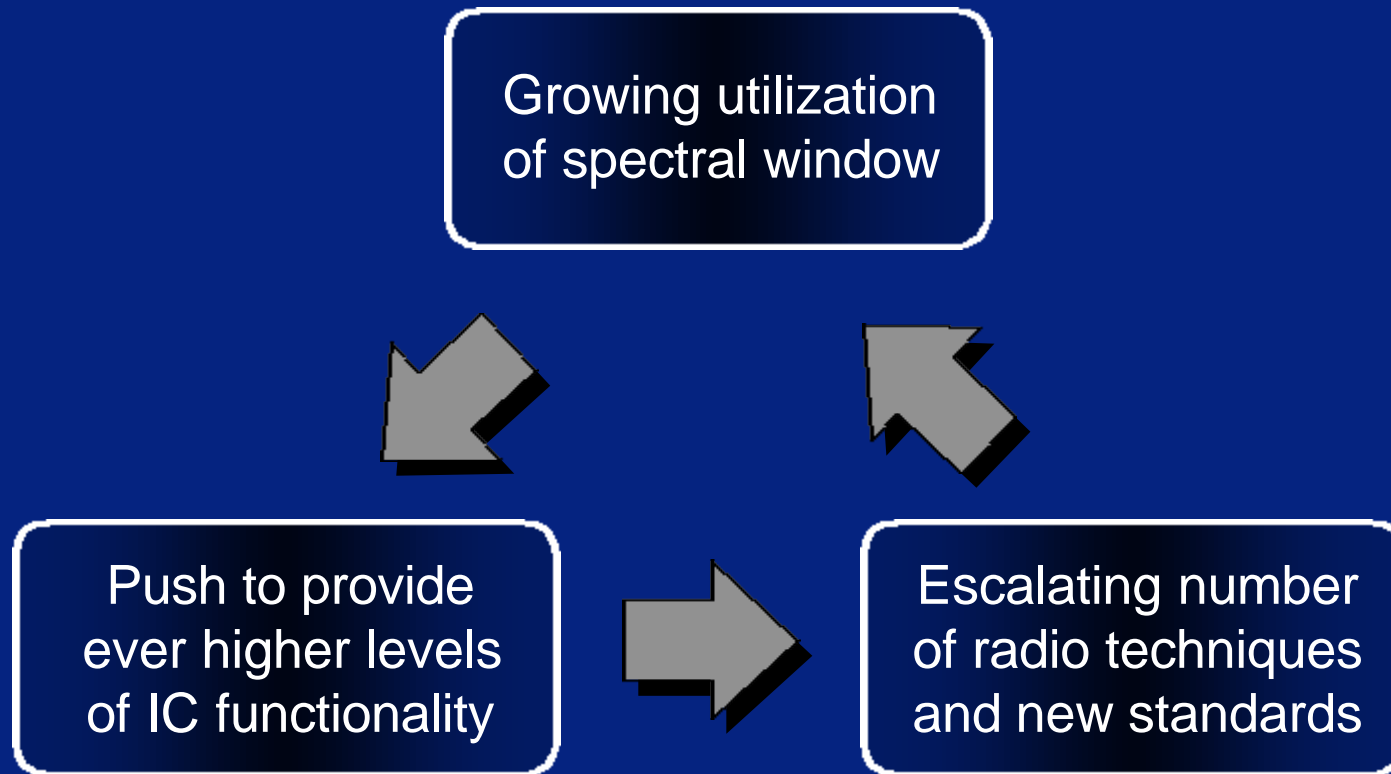 Growing utilization
of spectral window
Push to provide
ever higher levels
of IC functionality
Escalating number
of radio techniques
and new standards